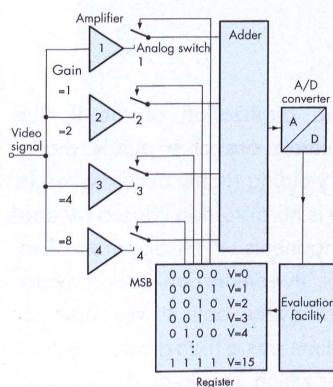 Amplifier
Adder
1
Analog switch
1
Gain
=1
A/D
converter
2
2
A
D
=2
Video
signal
3
3
=4
=8
4
4
MSB
0 0 0 0 V=0
0 0 0 1 V=1
0 0 1 0 V=2
0 0 1 1 V=3
0 1 0 0 V=4
⋮
1 1 1 1 V=15
Evaluation
facility
Register